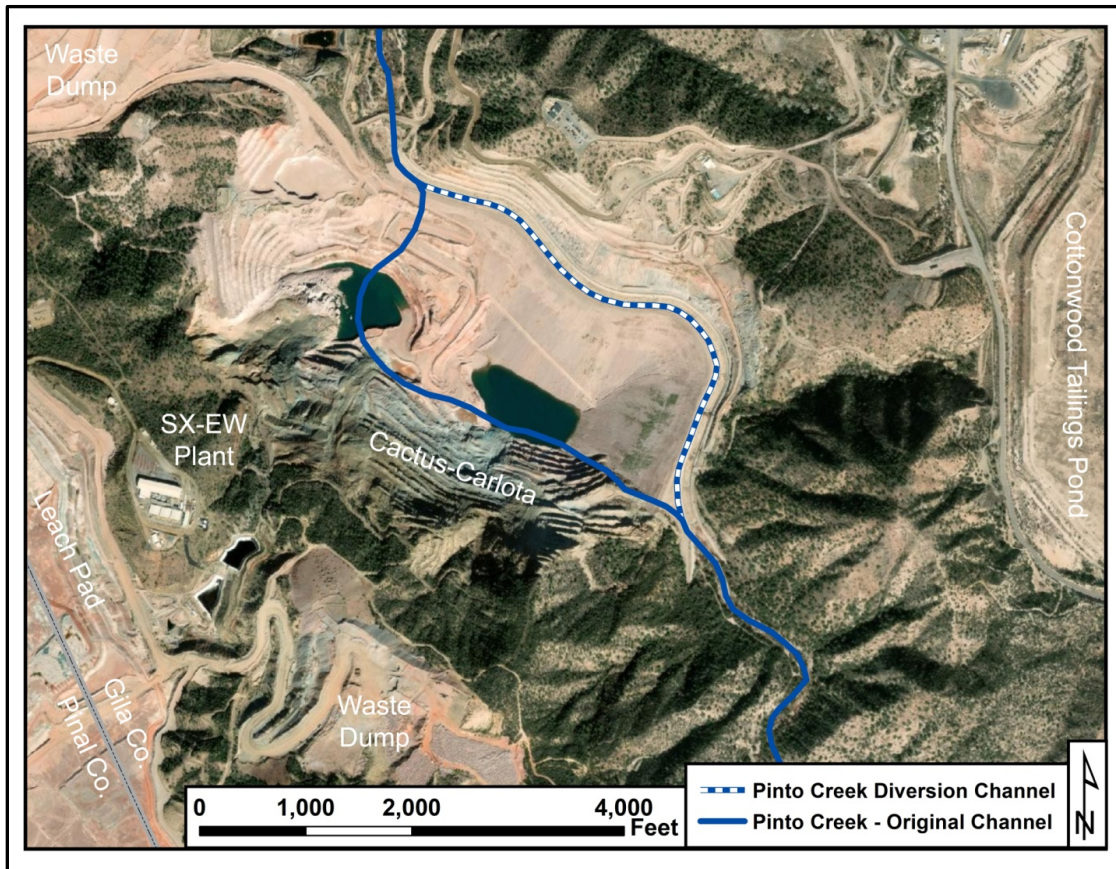 Waste
Dump
Cottonwood Tailings Pond
SX-EW
Plant
Cactus-Carlota
Leach Pad
Gila Co.
PInal Co.
Waste
Dump
0 1,000 2,000 4,000
Feet
Pinto Creek Diversion Channel
Pinto Creek - Original Channel
N